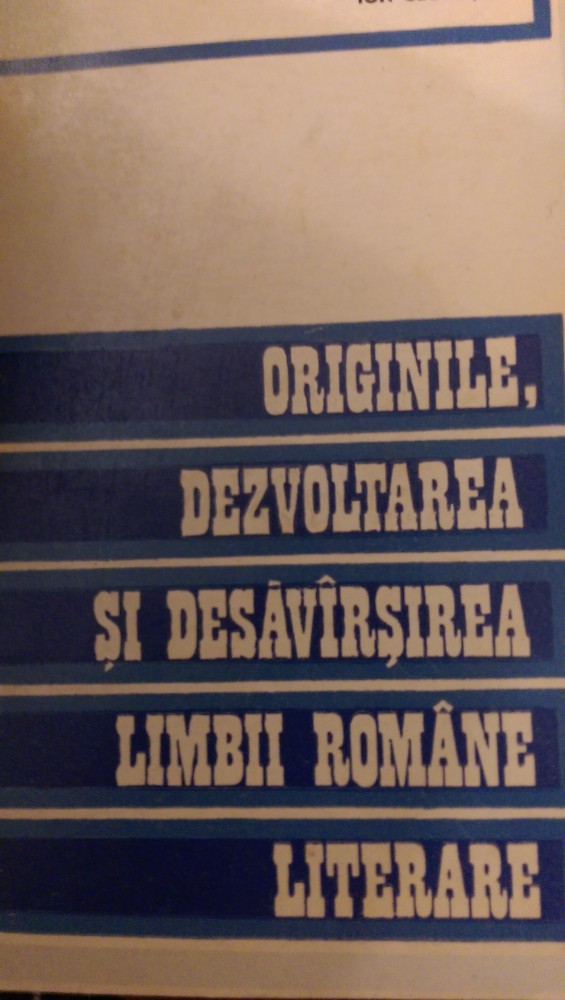 ORIGINILE,
DEZVOLTAREA
ȘI DESĂVÎRȘIREA
LIMBII ROMÂNE
LITERARE